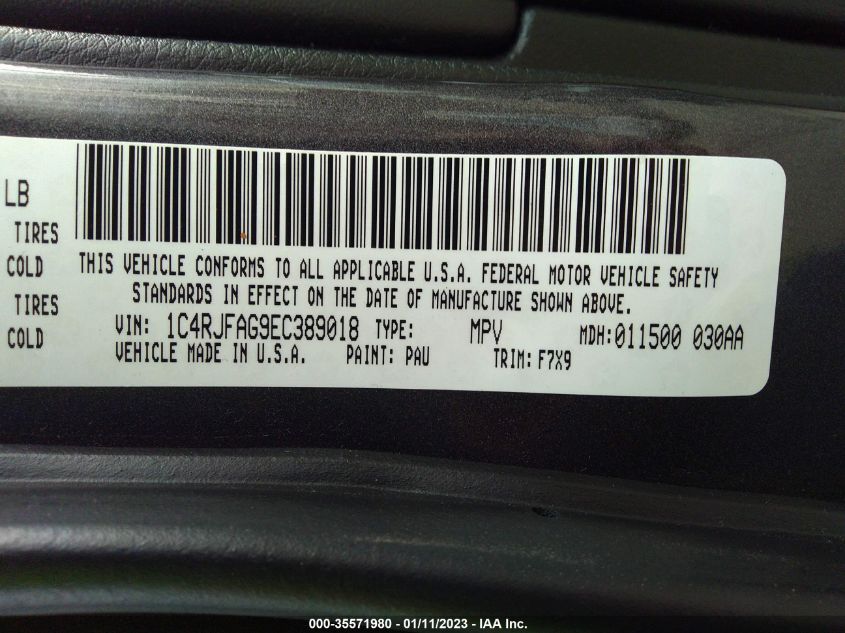 LB
TIRES
COLD
TIRES
COLD
THIS VEHICLE CONFORMS TO ALL APPLICABLE U.S.A. FEDERAL MOTOR VEHICLE SAFETY
STANDARDS IN EFFECT ON THE DATE OF MANUFACTURE SHOWN ABOVE.
VIN: 1C4RJFAG9EC389018 TYPE: MPV MDH:011500 030AA
VEHICLE MADE IN U.S.A. PAINT: PAU TRIM: F7X9
000-35571980 - 01/11/2023 - IAA Inc.